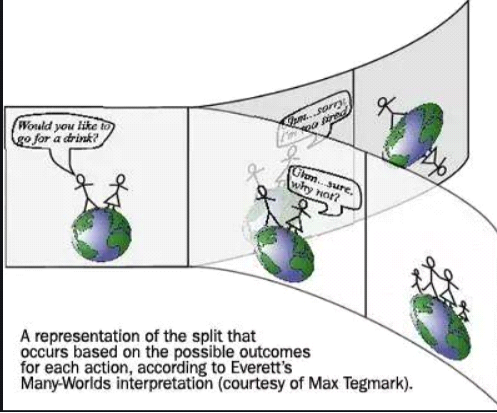 Would you like to
go for a drink?
Uhm...sorry,
I'm too tired
Uhm...sure,
why not?
A representation of the split that
occurs based on the possible outcomes
for each action, according to Everett's
Many-Worlds interpretation (courtesy of Max Tegmark).